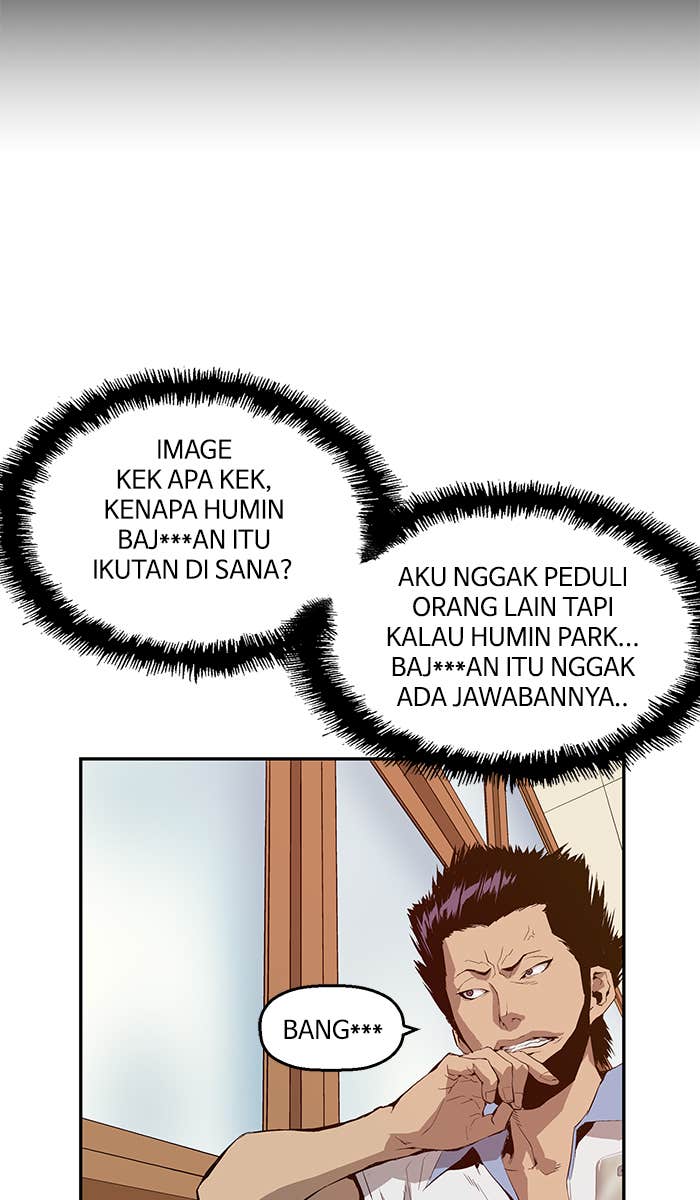 IMAGE
KEK APA KEK,
KENAPA HUMIN
BAJ***AN ITU
IKUTAN DI SANA?
AKU NGGAK PEDULI
ORANG LAIN TAPI
KALAU HUMIN PARK...
BAJ***AN ITU NGGAK
ADA JAWABANNYA..
BANG***